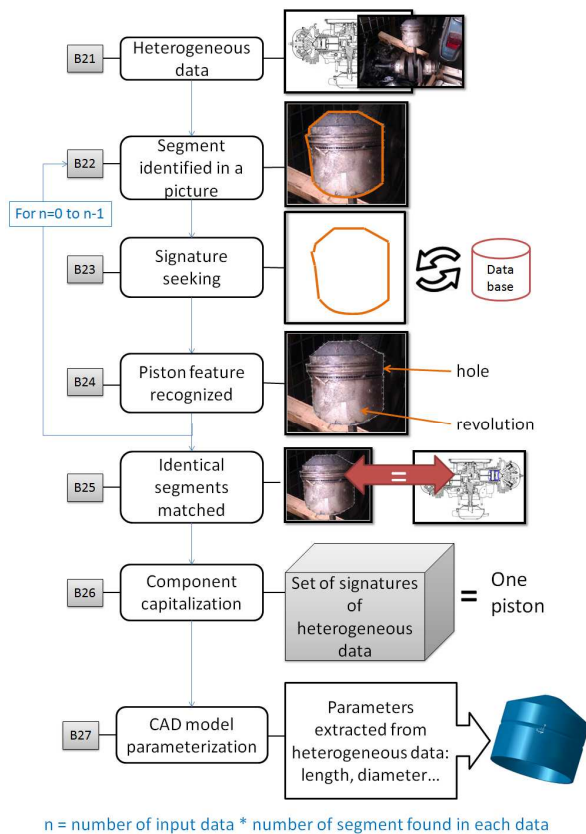 B21
Heterogeneous
data
B22
Segment
identified in a
picture
For n=0 to n-1
B23
Signature
seeking
Data
base
B24
Piston feature
recognized
hole
revolution
B25
Identical
segments
matched
=
B26
Component
capitalization
Set of signatures
of
heterogeneous
data
=
One
piston
B27
CAD model
parameterization
Parameters
extracted from
heterogeneous data:
length, diameter...
n = number of input data * number of segment found in each data